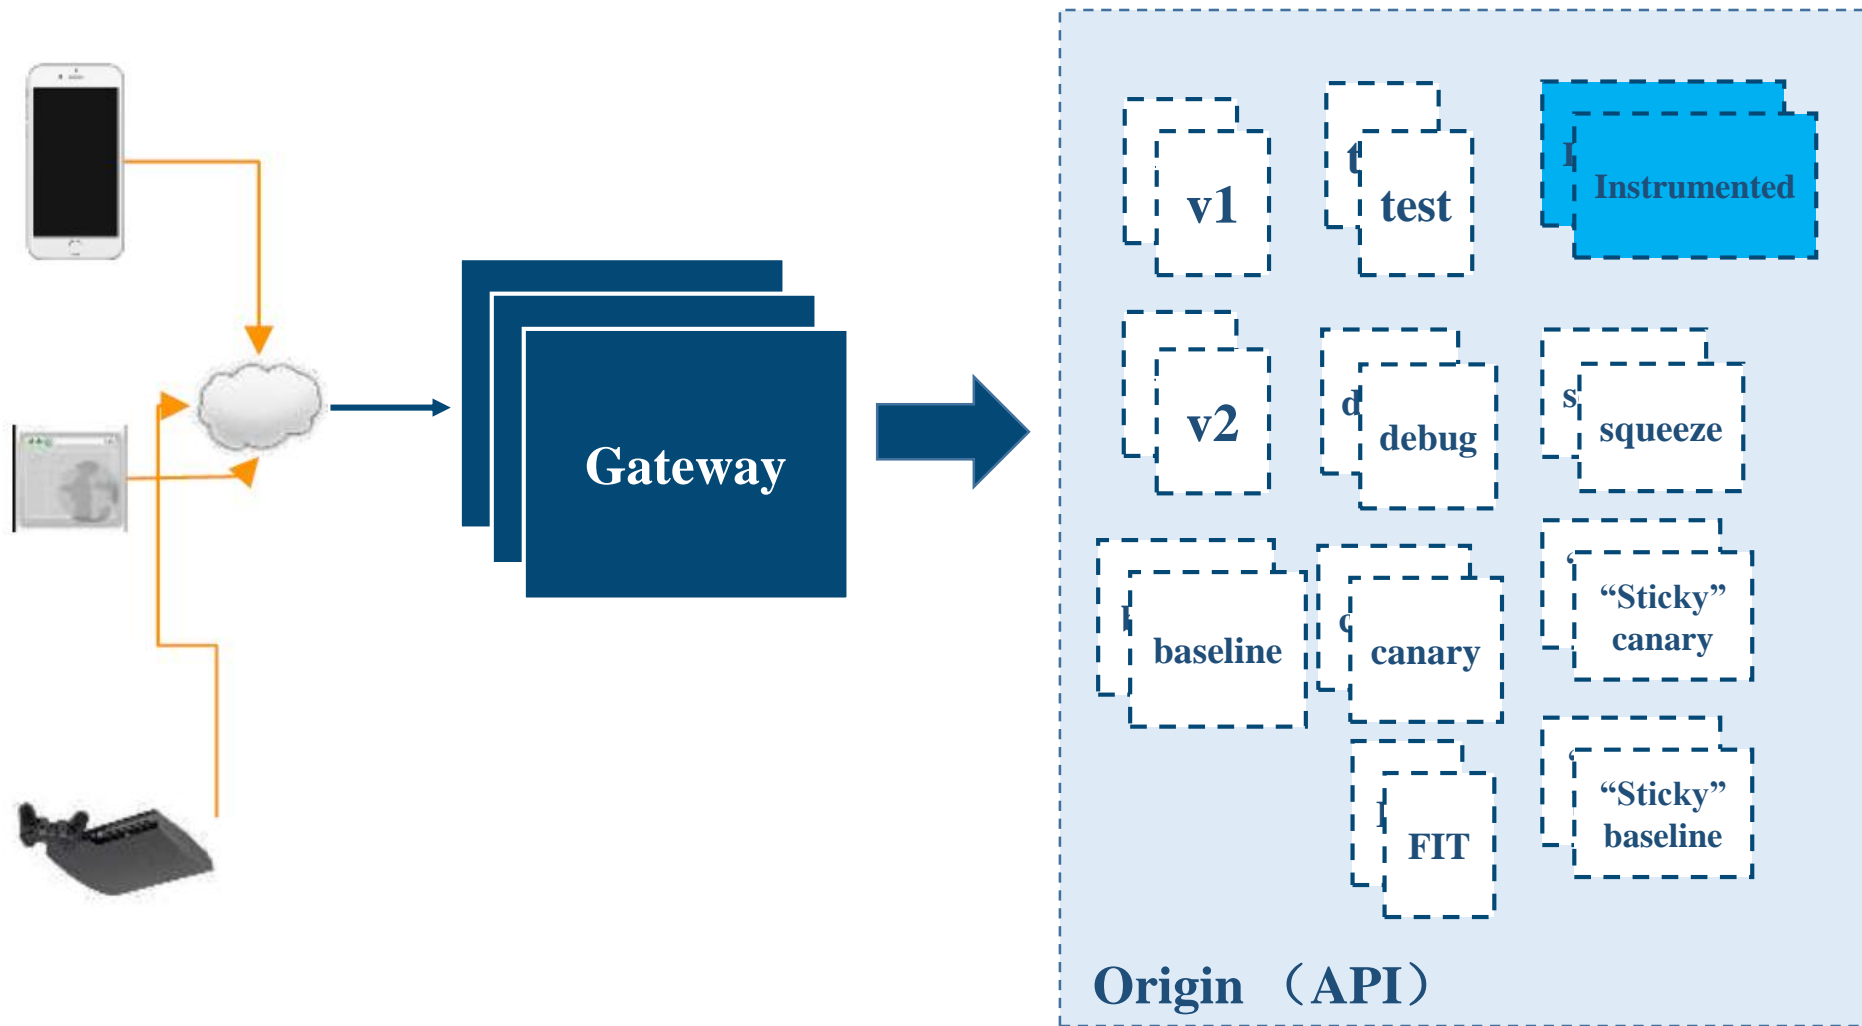 v1
test
Instrumented
v2
debug
squeeze
Gateway
baseline
canary
“Sticky”
canary
FIT
“Sticky”
baseline
Origin （API）